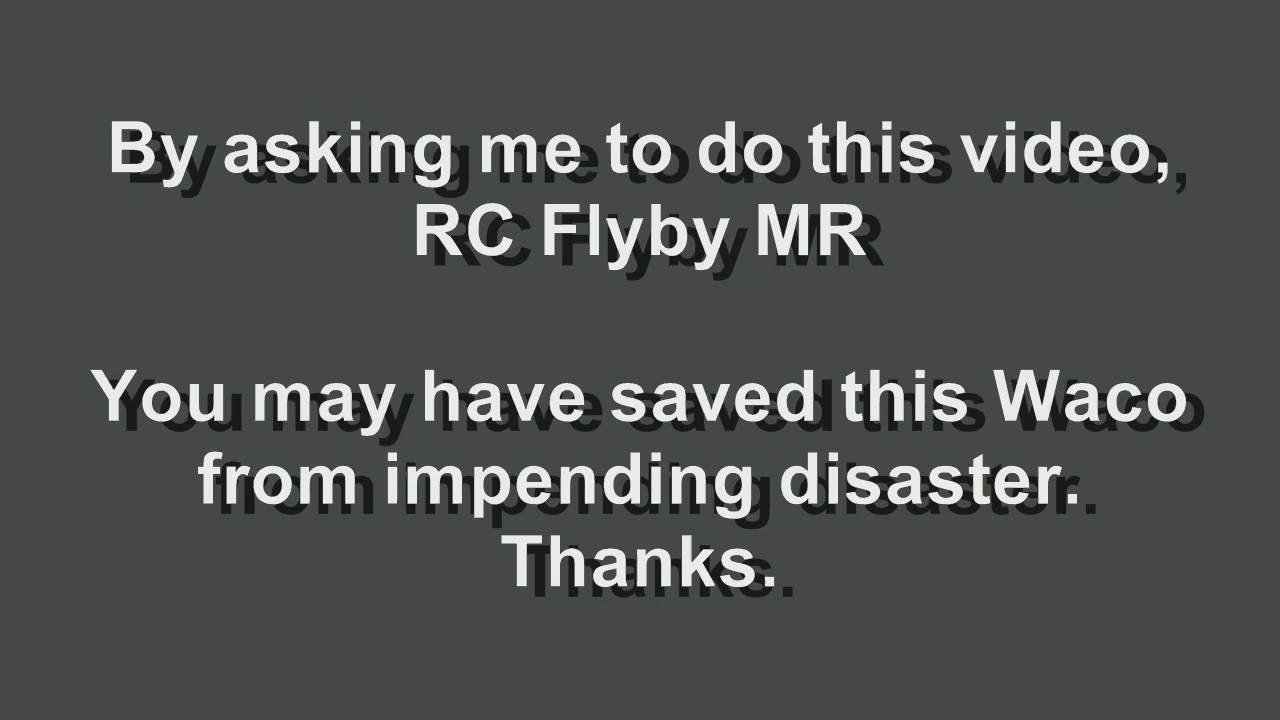 By asking me to do this video,
RC Flyby MR
You may have saved this Waco
from impending disaster.
Thanks.